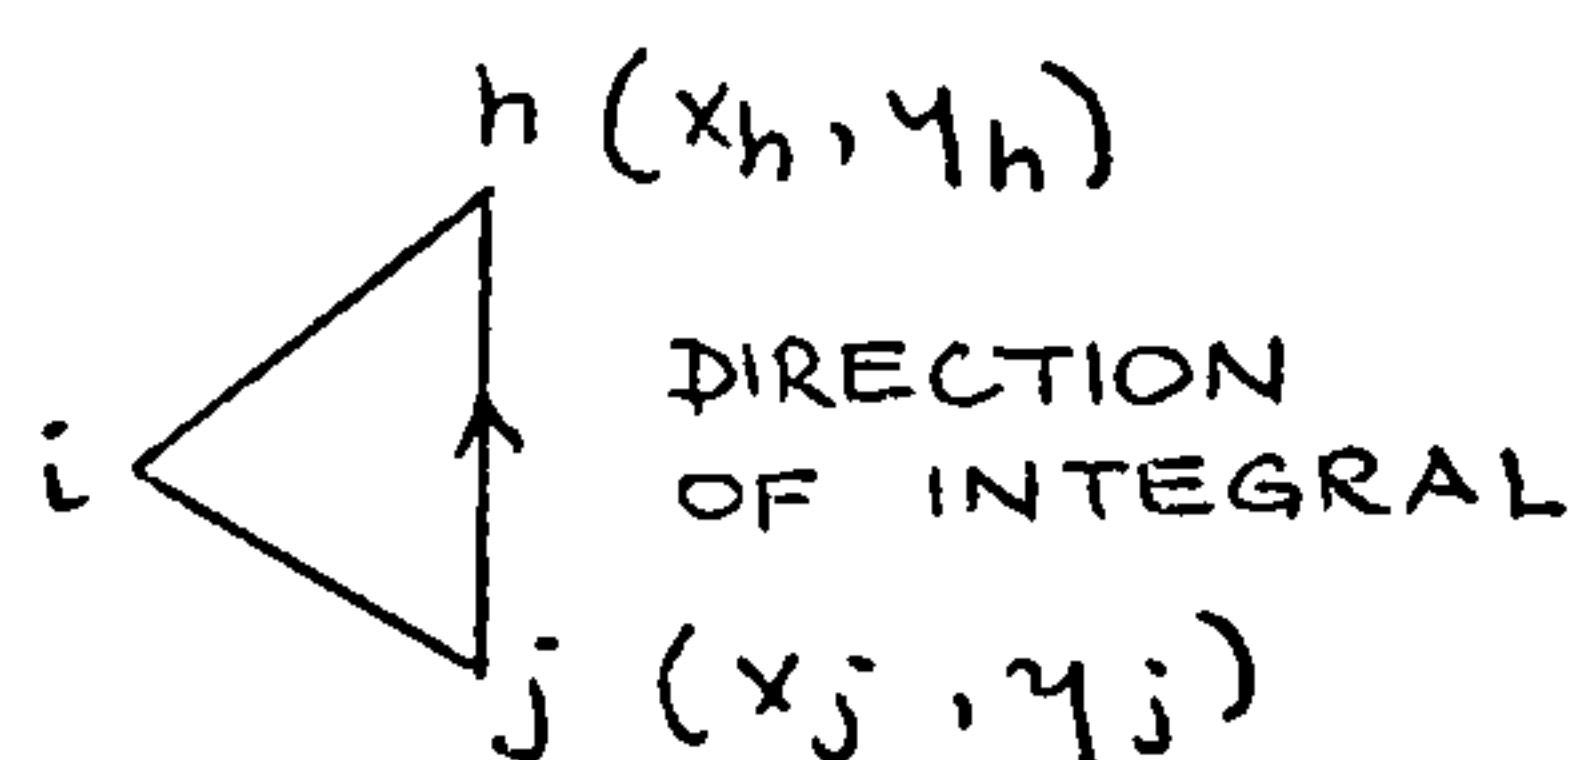 h (xh, yh)
DIRECTION
i
OF INTEGRAL
j (xj, yj)